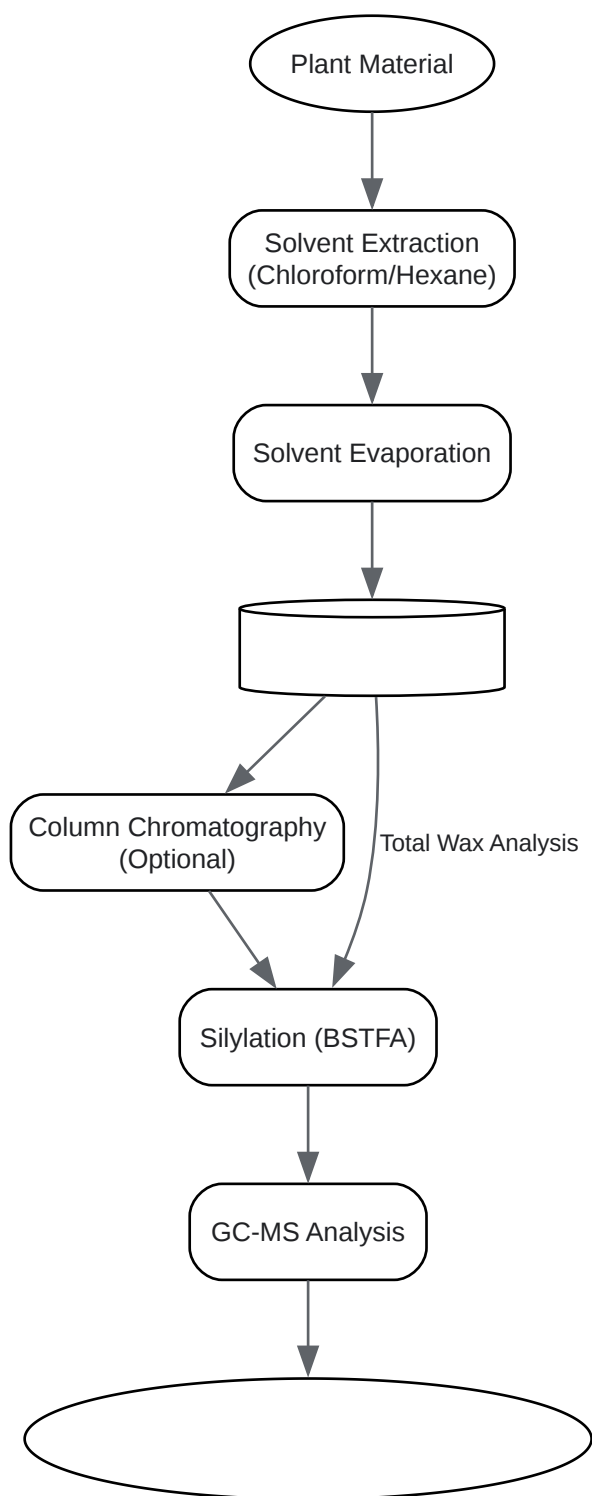 Plant Material
Solvent Extraction
(Chloroform/Hexane)
Solvent Evaporation
Column Chromatography
(Optional)
Total Wax Analysis
Silylation (BSTFA)
GC-MS Analysis